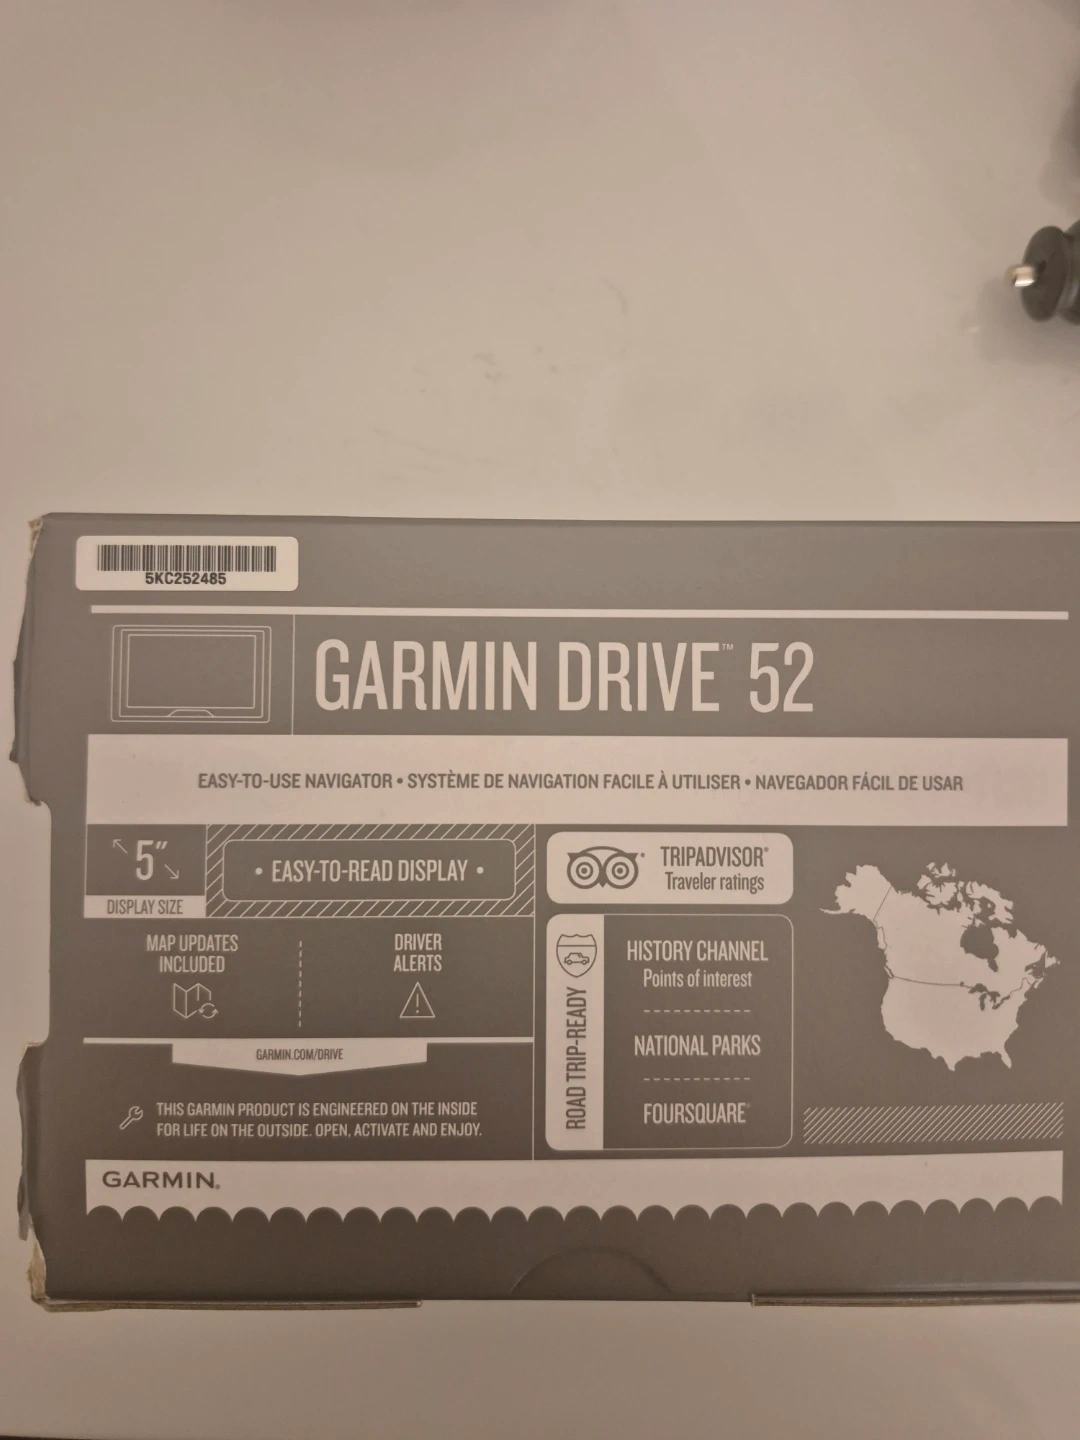 5KC252485
GARMIN DRIVE™ 52
EASY-TO-USE NAVIGATOR • SYSTÈME DE NAVIGATION FACILE À UTILISER • NAVEGADOR FÁCIL DE USAR
5"
DISPLAY SIZE
• EASY-TO-READ DISPLAY •
MAP UPDATES
INCLUDED
DRIVER
ALERTS
GARMIN.COM/DRIVE
THIS GARMIN PRODUCT IS ENGINEERED ON THE INSIDE
FOR LIFE ON THE OUTSIDE. OPEN, ACTIVATE AND ENJOY.
TRIPADVISOR®
Traveler ratings
ROAD TRIP-READY
HISTORY CHANNEL
Points of interest
NATIONAL PARKS
FOURSQUARE®
GARMIN®